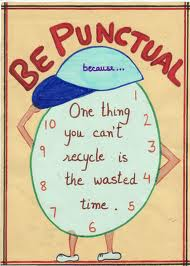 BE PUNCTUAL
because...
One thing
you can't
recycle is
the wasted
time.
1
2
3
4
5
6
7
8
9
10